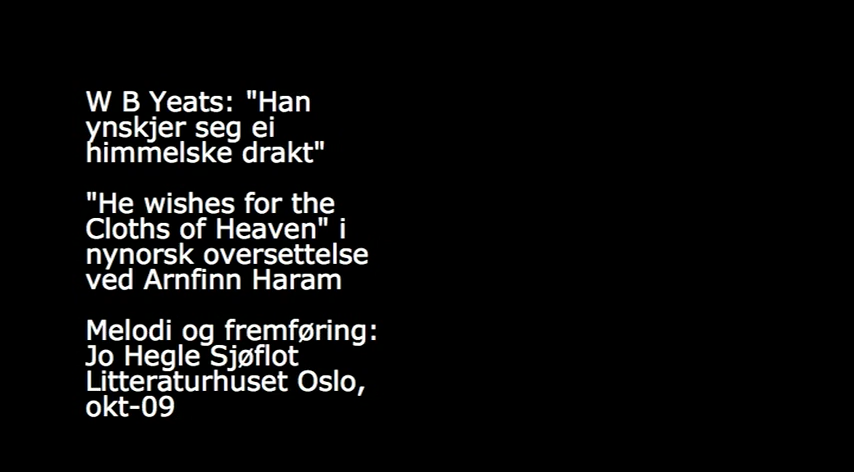 W B Yeats: "Han
ynskjer seg ei
himmelske drakt"
"He wishes for the
Cloths of Heaven" i
nynorsk oversettelse
ved Arnfinn Haram
Melodi og fremføring:
Jo Hegle Sjøflot
Litteraturhuset Oslo,
okt-09